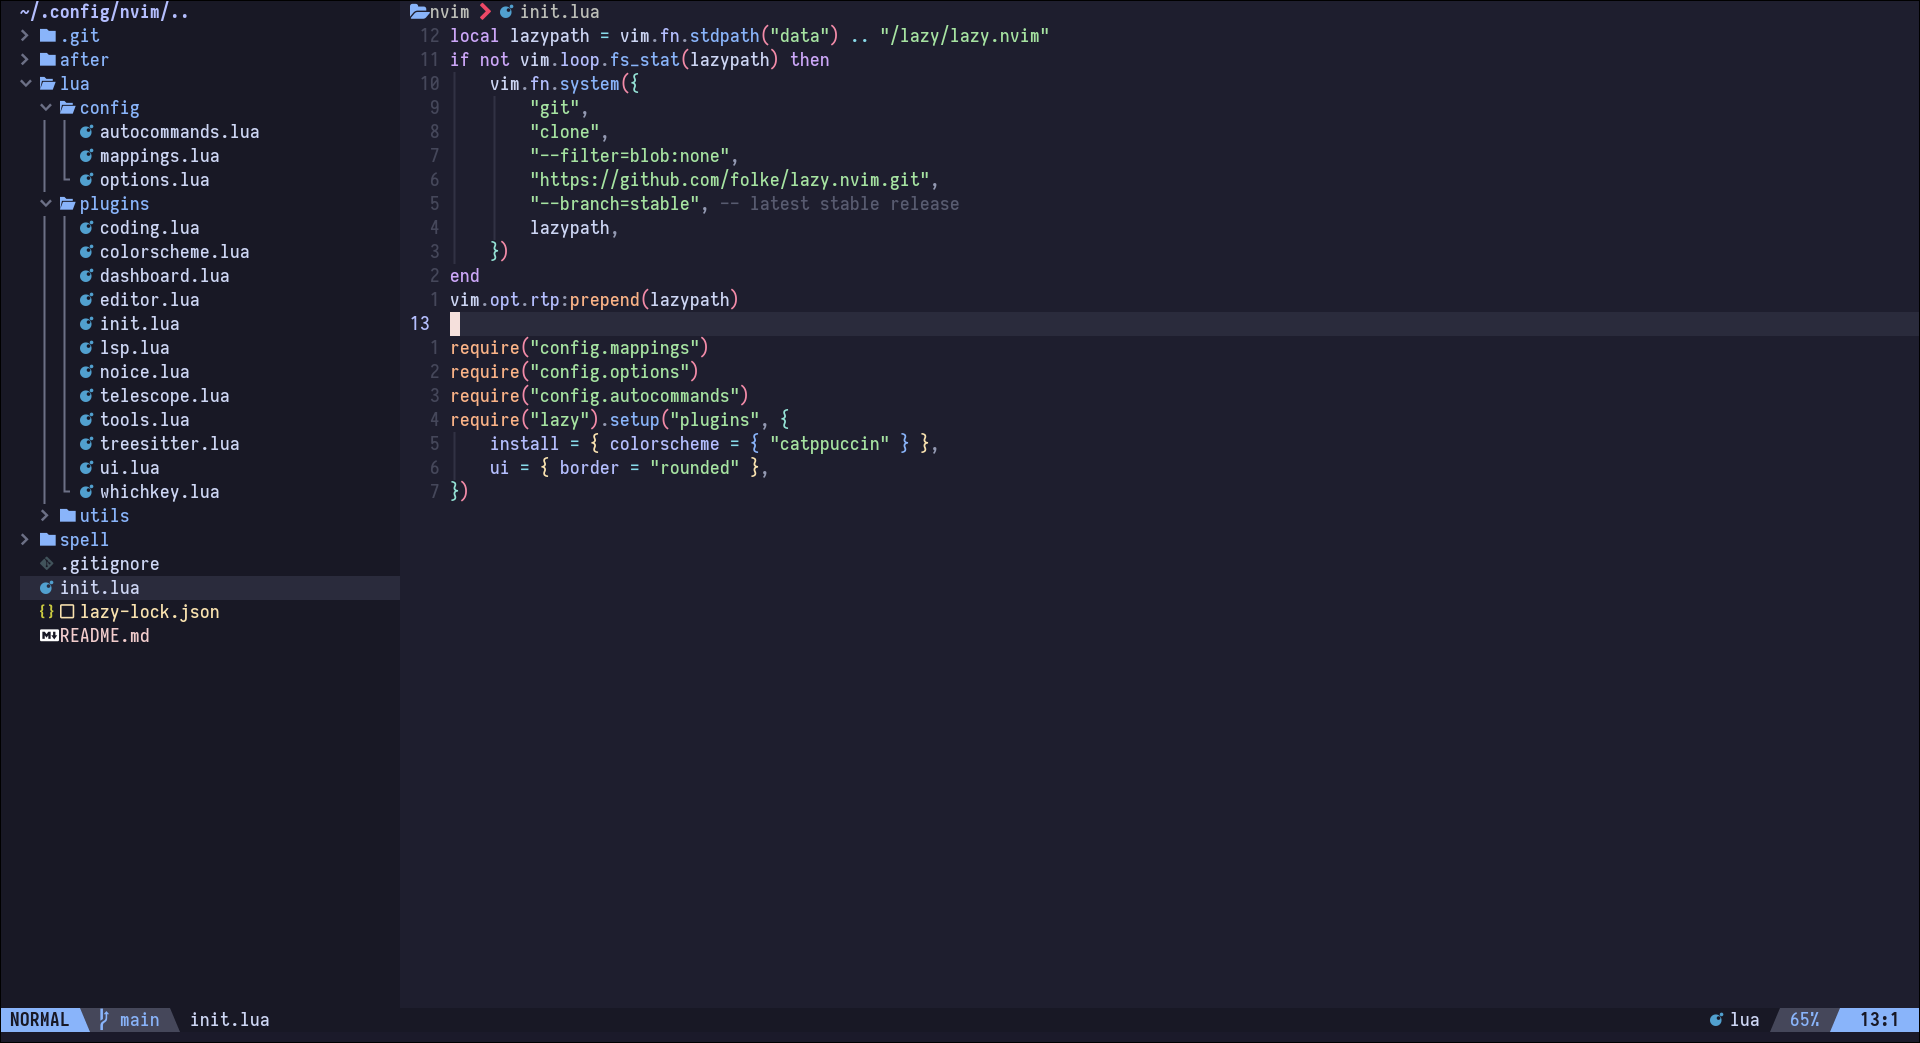 ~/.config/nvim/..
.git
after
lua
config
autocommands.lua
mappings.lua
options.lua
plugins
coding.lua
colorscheme.lua
dashboard.lua
editor.lua
init.lua
lsp.lua
noice.lua
telescope.lua
tools.lua
treesitter.lua
ui.lua
whichkey.lua
utils
spell
.gitignore
init.lua
{} lazy-lock.json
M↓ README.md
nvim init.lua
12 local lazypath = vim.fn.stdpath("data") .. "/lazy/lazy.nvim"
11 if not vim.loop.fs_stat(lazypath) then
10     vim.fn.system({
9         "git",
8         "clone",
7         "--filter=blob:none",
6         "https://github.com/folke/lazy.nvim.git",
5         "--branch=stable", -- latest stable release
4         lazypath,
3     })
2 end
1 vim.opt.rtp:prepend(lazypath)
13
1 require("config.mappings")
2 require("config.options")
3 require("config.autocommands")
4 require("lazy").setup("plugins", {
5     install = { colorscheme = { "catppuccin" } },
6     ui = { border = "rounded" },
7 })
NORMAL main init.lua lua 65% 13:1